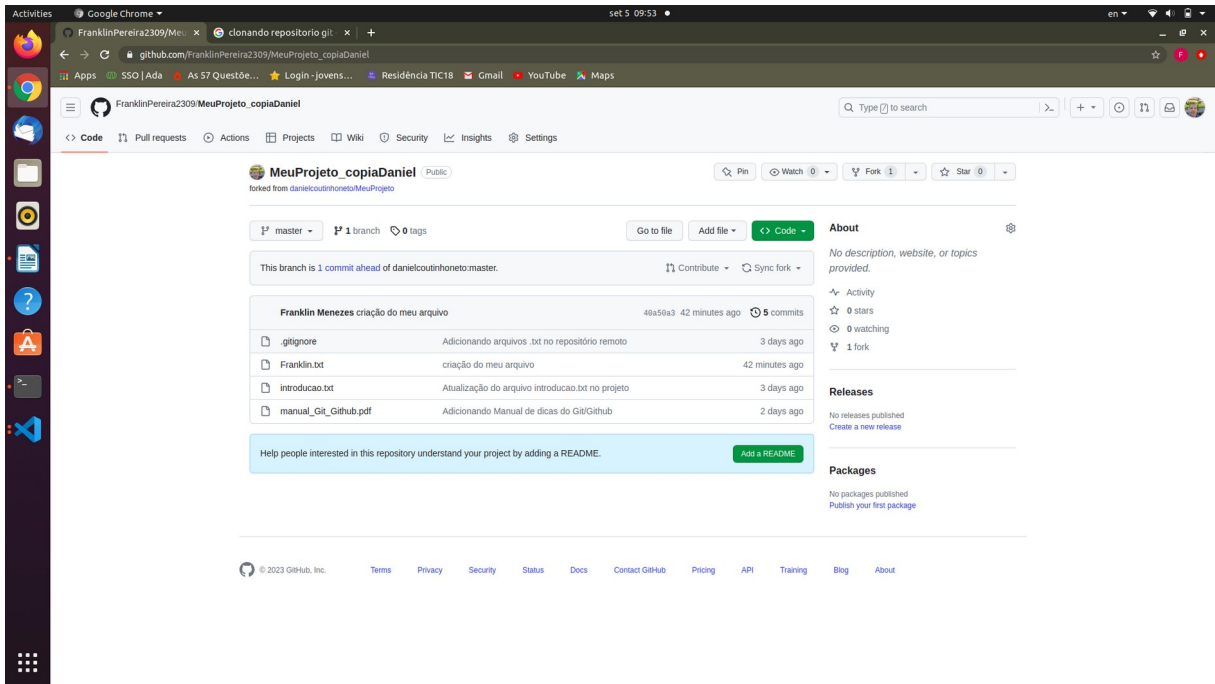 Activities Google Chrome set 5 09:53 en
FranklinPereira2309/Meu × clonando repositorio git × +
github.com/FranklinPereira2309/MeuProjeto_copiaDaniel F
Apps SSO | Ada As 57 Questõe... Login - jovens... Residência TIC18 Gmail YouTube Maps
FranklinPereira2309/MeuProjeto_copiaDaniel Type / to search
<> Code Pull requests Actions Projects Wiki Security Insights Settings
MeuProjeto_copiaDaniel Public Pin Watch 0 Fork 1 Star 0
forked from danielcoutinhoneto/MeuProjeto
master 1 branch 0 tags Go to file Add file <> Code
This branch is 1 commit ahead of danielcoutinhoneto:master. Contribute Sync fork
Franklin Menezes criação do meu arquivo 40a50a3 42 minutes ago 5 commits
.gitignore Adicionando arquivos .txt no repositório remoto 3 days ago
Franklin.txt criação do meu arquivo 42 minutes ago
introducao.txt Atualização do arquivo introducao.txt no projeto 3 days ago
manual_Git_Github.pdf Adicionando Manual de dicas do Git/Github 2 days ago
Help people interested in this repository understand your project by adding a README. Add a README
About
No description, website, or topics
provided.
Activity
0 stars
0 watching
1 fork
Releases
No releases published
Create a new release
Packages
No packages published
Publish your first package
© 2023 GitHub, Inc. Terms Privacy Security Status Docs Contact GitHub Pricing API Training Blog About